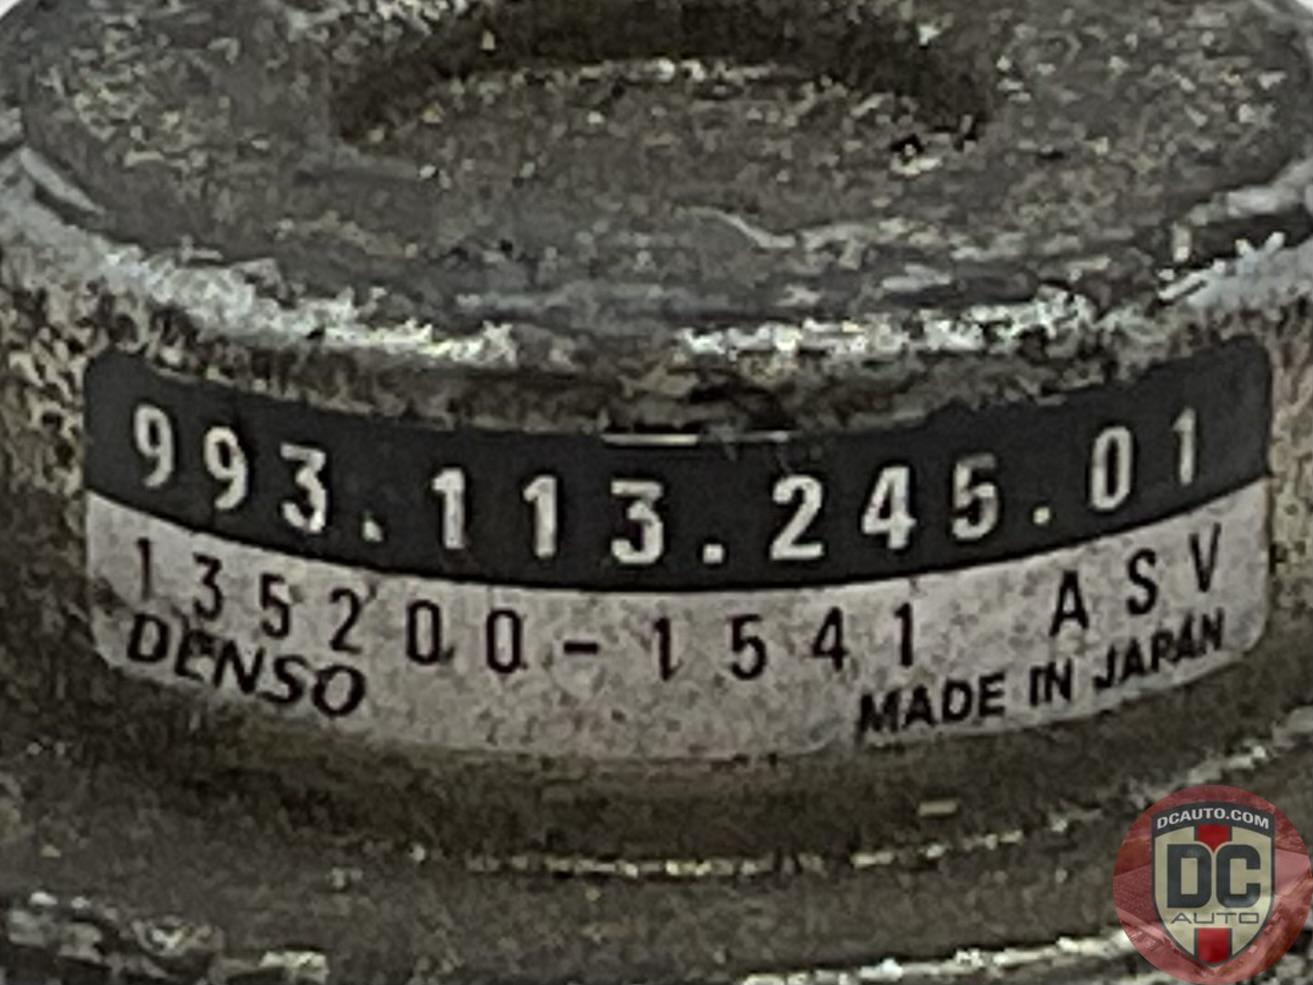 993.113.245.01
135200-1541 ASV
DENSO
MADE IN JAPAN
DCAUTO.COM
DC
AUTO